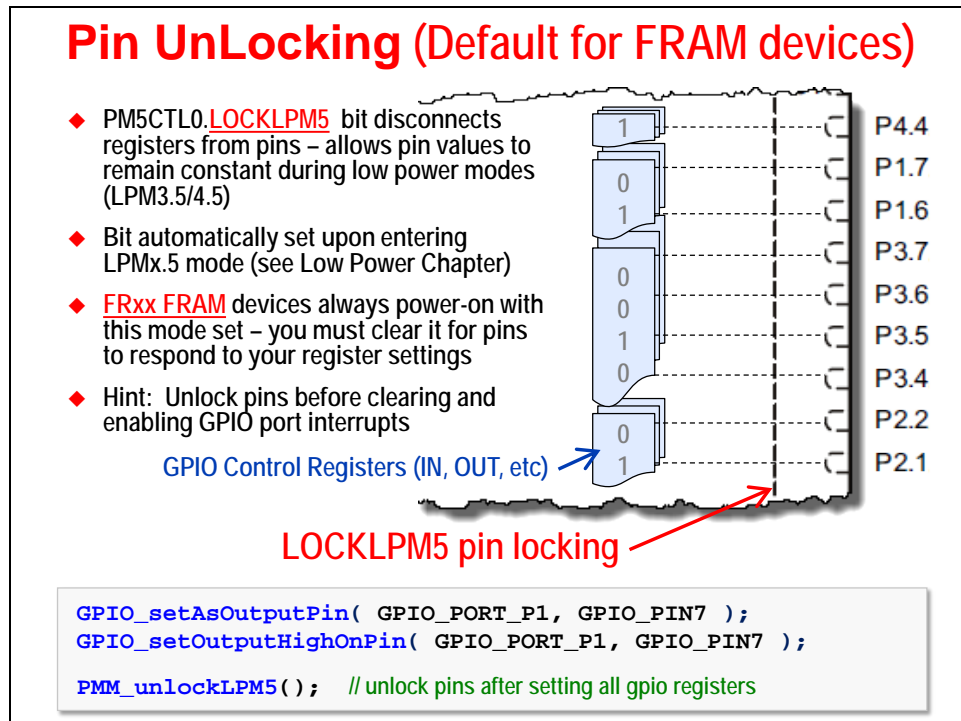 Pin UnLocking (Default for FRAM devices)
◆ PM5CTL0.LOCKLPM5 bit disconnects
registers from pins – allows pin values to
remain constant during low power modes
(LPM3.5/4.5)
◆ Bit automatically set upon entering
LPMx.5 mode (see Low Power Chapter)
◆ FRxx FRAM devices always power-on with
this mode set – you must clear it for pins
to respond to your register settings
◆ Hint: Unlock pins before clearing and
enabling GPIO port interrupts
GPIO Control Registers (IN, OUT, etc)
1
0
1
0
0
1
0
0
1
P4.4
P1.7
P1.6
P3.7
P3.6
P3.5
P3.4
P2.2
P2.1
LOCKLPM5 pin locking
GPIO_setAsOutputPin( GPIO_PORT_P1, GPIO_PIN7 );
GPIO_setOutputHighOnPin( GPIO_PORT_P1, GPIO_PIN7 );
PMM_unlockLPM5(); // unlock pins after setting all gpio registers